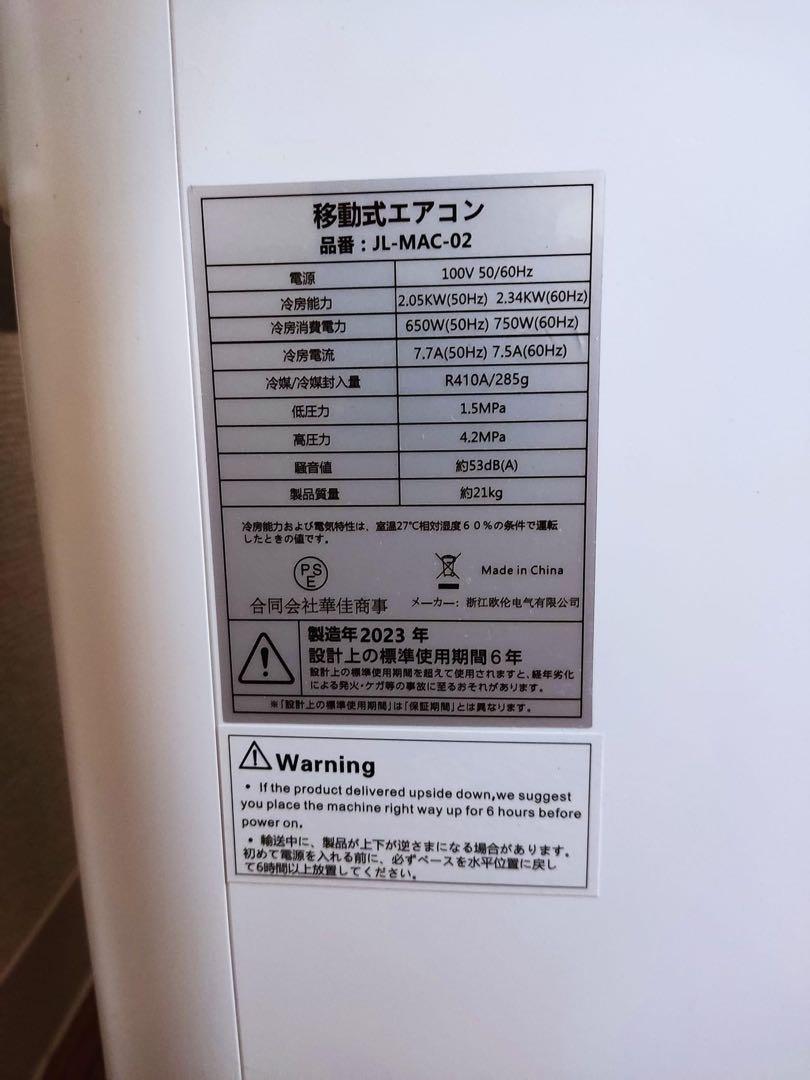 移動式エアコン
品番：JL-MAC-02
電源 100V 50/60Hz
冷房能力 2.05KW(50Hz) 2.34KW(60Hz)
冷房消費電力 650W(50Hz) 750W(60Hz)
冷房電流 7.7A(50Hz) 7.5A(60Hz)
冷媒/冷媒封入量 R410A/285g
低圧力 1.5MPa
高圧力 4.2MPa
騒音値 約53dB(A)
製品質量 約21kg
冷房能力および電気特性は、室温27℃相対湿度６０％の条件で運転
したときの値です。
PS
E
Made in China
合同会社華佳商事 メーカー: 浙江欧伦电气有限公司
製造年2023 年
設計上の標準使用期間６年
設計上の標準使用期間を超えて使用されますと、経年劣化
による発火・ケガ等の事故に至るおそれがあります。
※「設計上の標準使用期間」は「保証期間」とは異なります。
Warning
• If the product delivered upside down,we suggest
you place the machine right way up for 6 hours before
power on.
• 輸送中に、製品が上下が逆さまになる場合があります。
初めて電源を入れる前に、必ずベースを水平位置に戻し
て6時間以上放置してください。